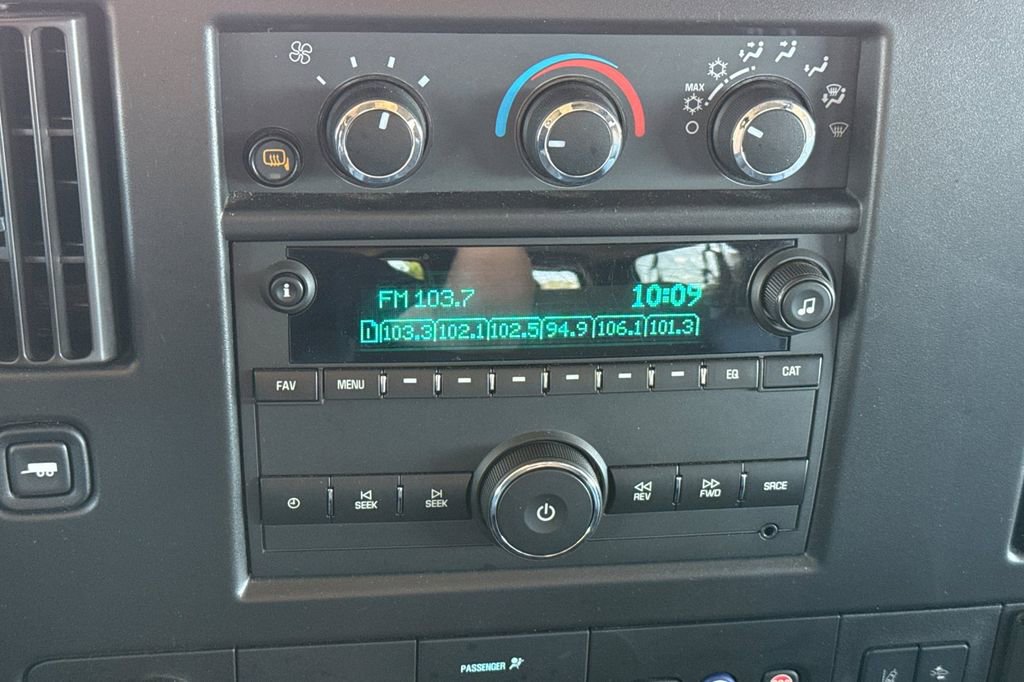 MAX
FM 103.7 10:09
103.3 102.1 102.5 94.9 106.1 101.3
i
FAV MENU EQ CAT
SEEK SEEK REV FWD SRCE
PASSENGER